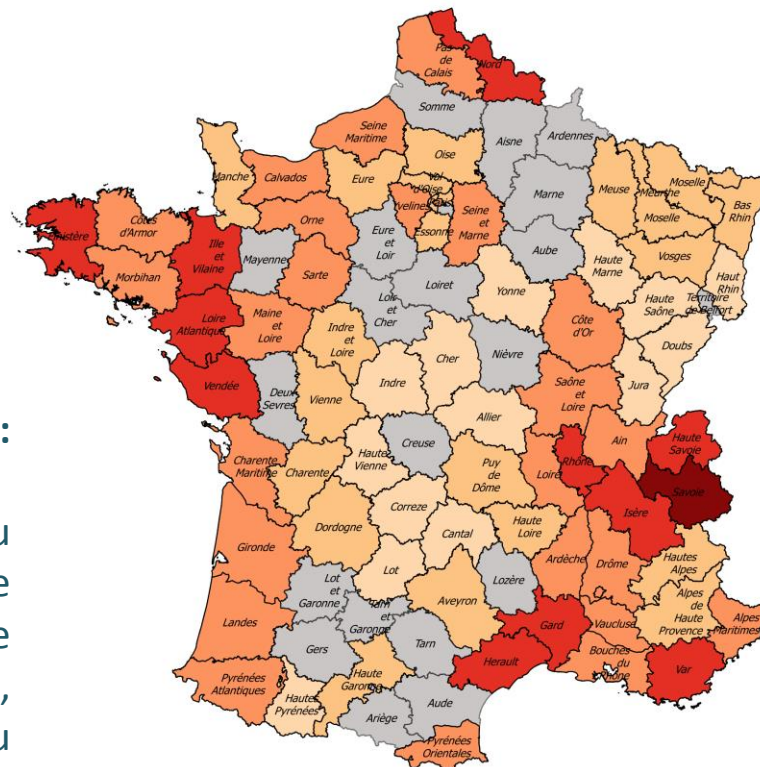 Pas
de
Calais
Nord
Somme
Seine
Maritime
Aisne
Ardennes
Oise
Manche
Calvados
Eure
Val
d'Oise
Yvelines
Essonne
Seine
et
Marne
Marne
Meuse
Moselle
Meurthe
et
Moselle
Bas
Rhin
Finistère
Côtes
d'Armor
Orne
Ille
et
Vilaine
Mayenne
Eure
et
Loir
Aube
Haute
Marne
Vosges
Haut
Rhin
Morbihan
Sarte
Loiret
Yonne
Haute
Saône
Territoire
de Belfort
Loir
et
Cher
Loire
Atlantique
Maine
et
Loire
Indre
et
Loire
Cher
Nièvre
Côte
d'Or
Doubs
Vendée
Deux
Sevres
Vienne
Indre
Saône
et
Loire
Jura
Allier
:
Charente
Maritime
Charente
Haute
Vienne
Creuse
Puy
de
Dôme
Loire
Rhône
Ain
Haute
Savoie
Savoie
Isère
u
Gironde
Dordogne
Correze
Cantal
Haute
Loire
Ardèche
Drôme
Hautes
Alpes
e
Lot
et
Garonne
Lot
Aveyron
Lozère
Alpes
de
Haute
Provence
Alpes
Maritimes
e
Landes
Tarn
et
Garonne
Tarn
Gard
Vaucluse
Gers
Herault
Bouches
du
Rhône
Var
,
Pyrénées
Atlantiques
Hautes
Pyrénées
Haute
Garonne
Ariège
Aude
u
Pyrénées
Orientales